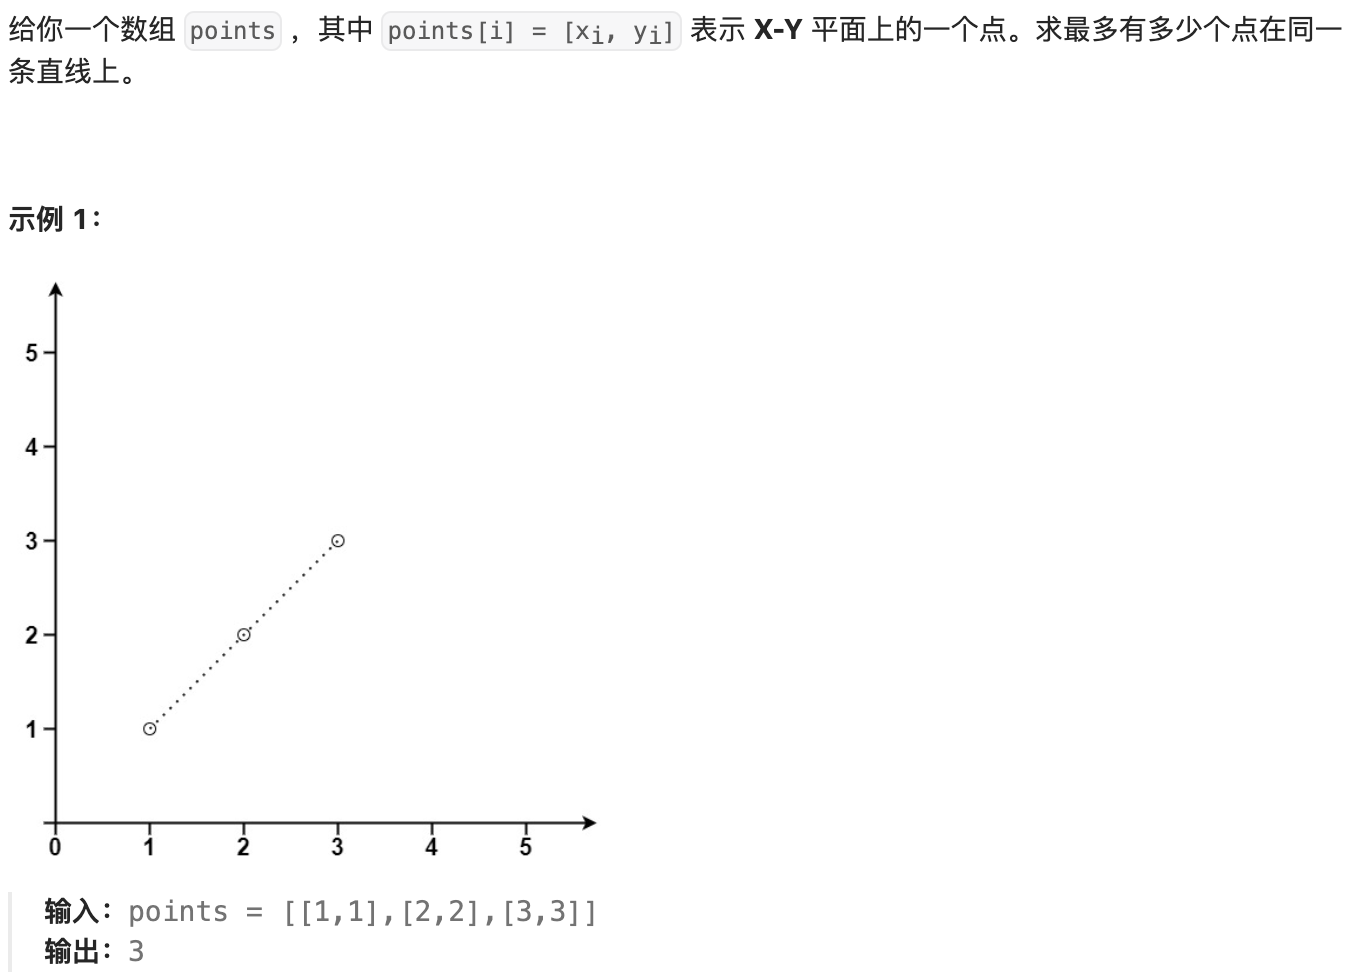 给你一个数组 points ，其中 points[i] = [xi, yi] 表示 X-Y 平面上的一个点。求最多有多少个点在同一
条直线上。
示例 1：
5
4
3
2
1
0 1 2 3 4 5
输入：points = [[1,1],[2,2],[3,3]]
输出：3